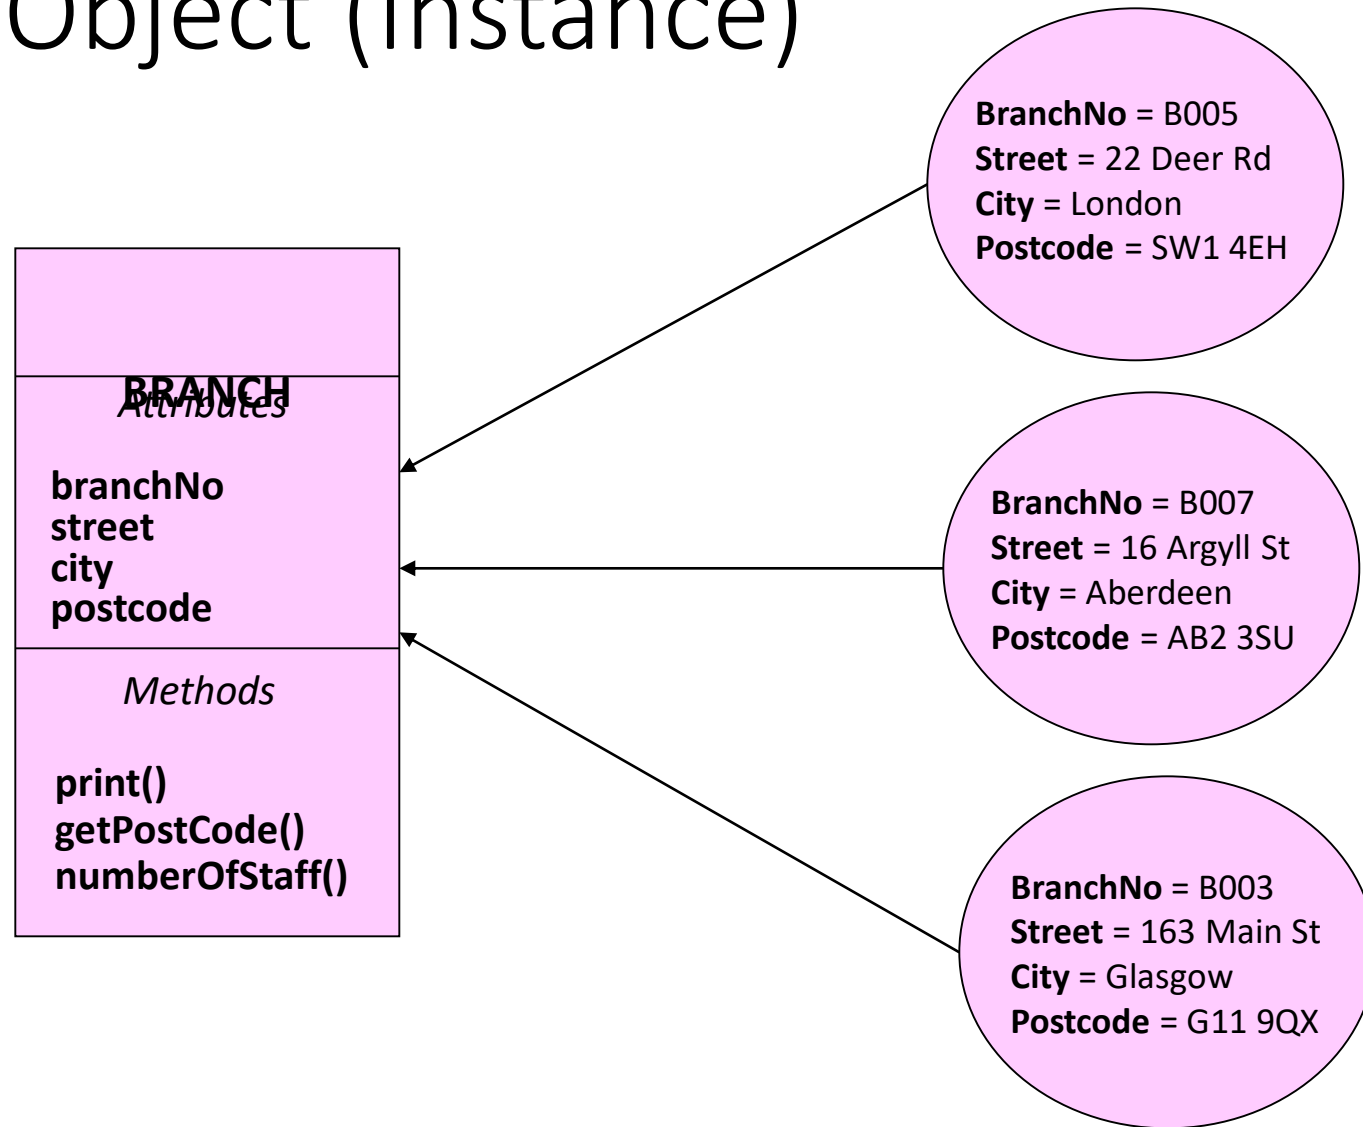 Object (Instance)
BRANCH
Attributes
branchNo
street
city
postcode
Methods
print()
getPostCode()
numberOfStaff()
BranchNo = B005
Street = 22 Deer Rd
City = London
Postcode = SW1 4EH
BranchNo = B007
Street = 16 Argyll St
City = Aberdeen
Postcode = AB2 3SU
BranchNo = B003
Street = 163 Main St
City = Glasgow
Postcode = G11 9QX